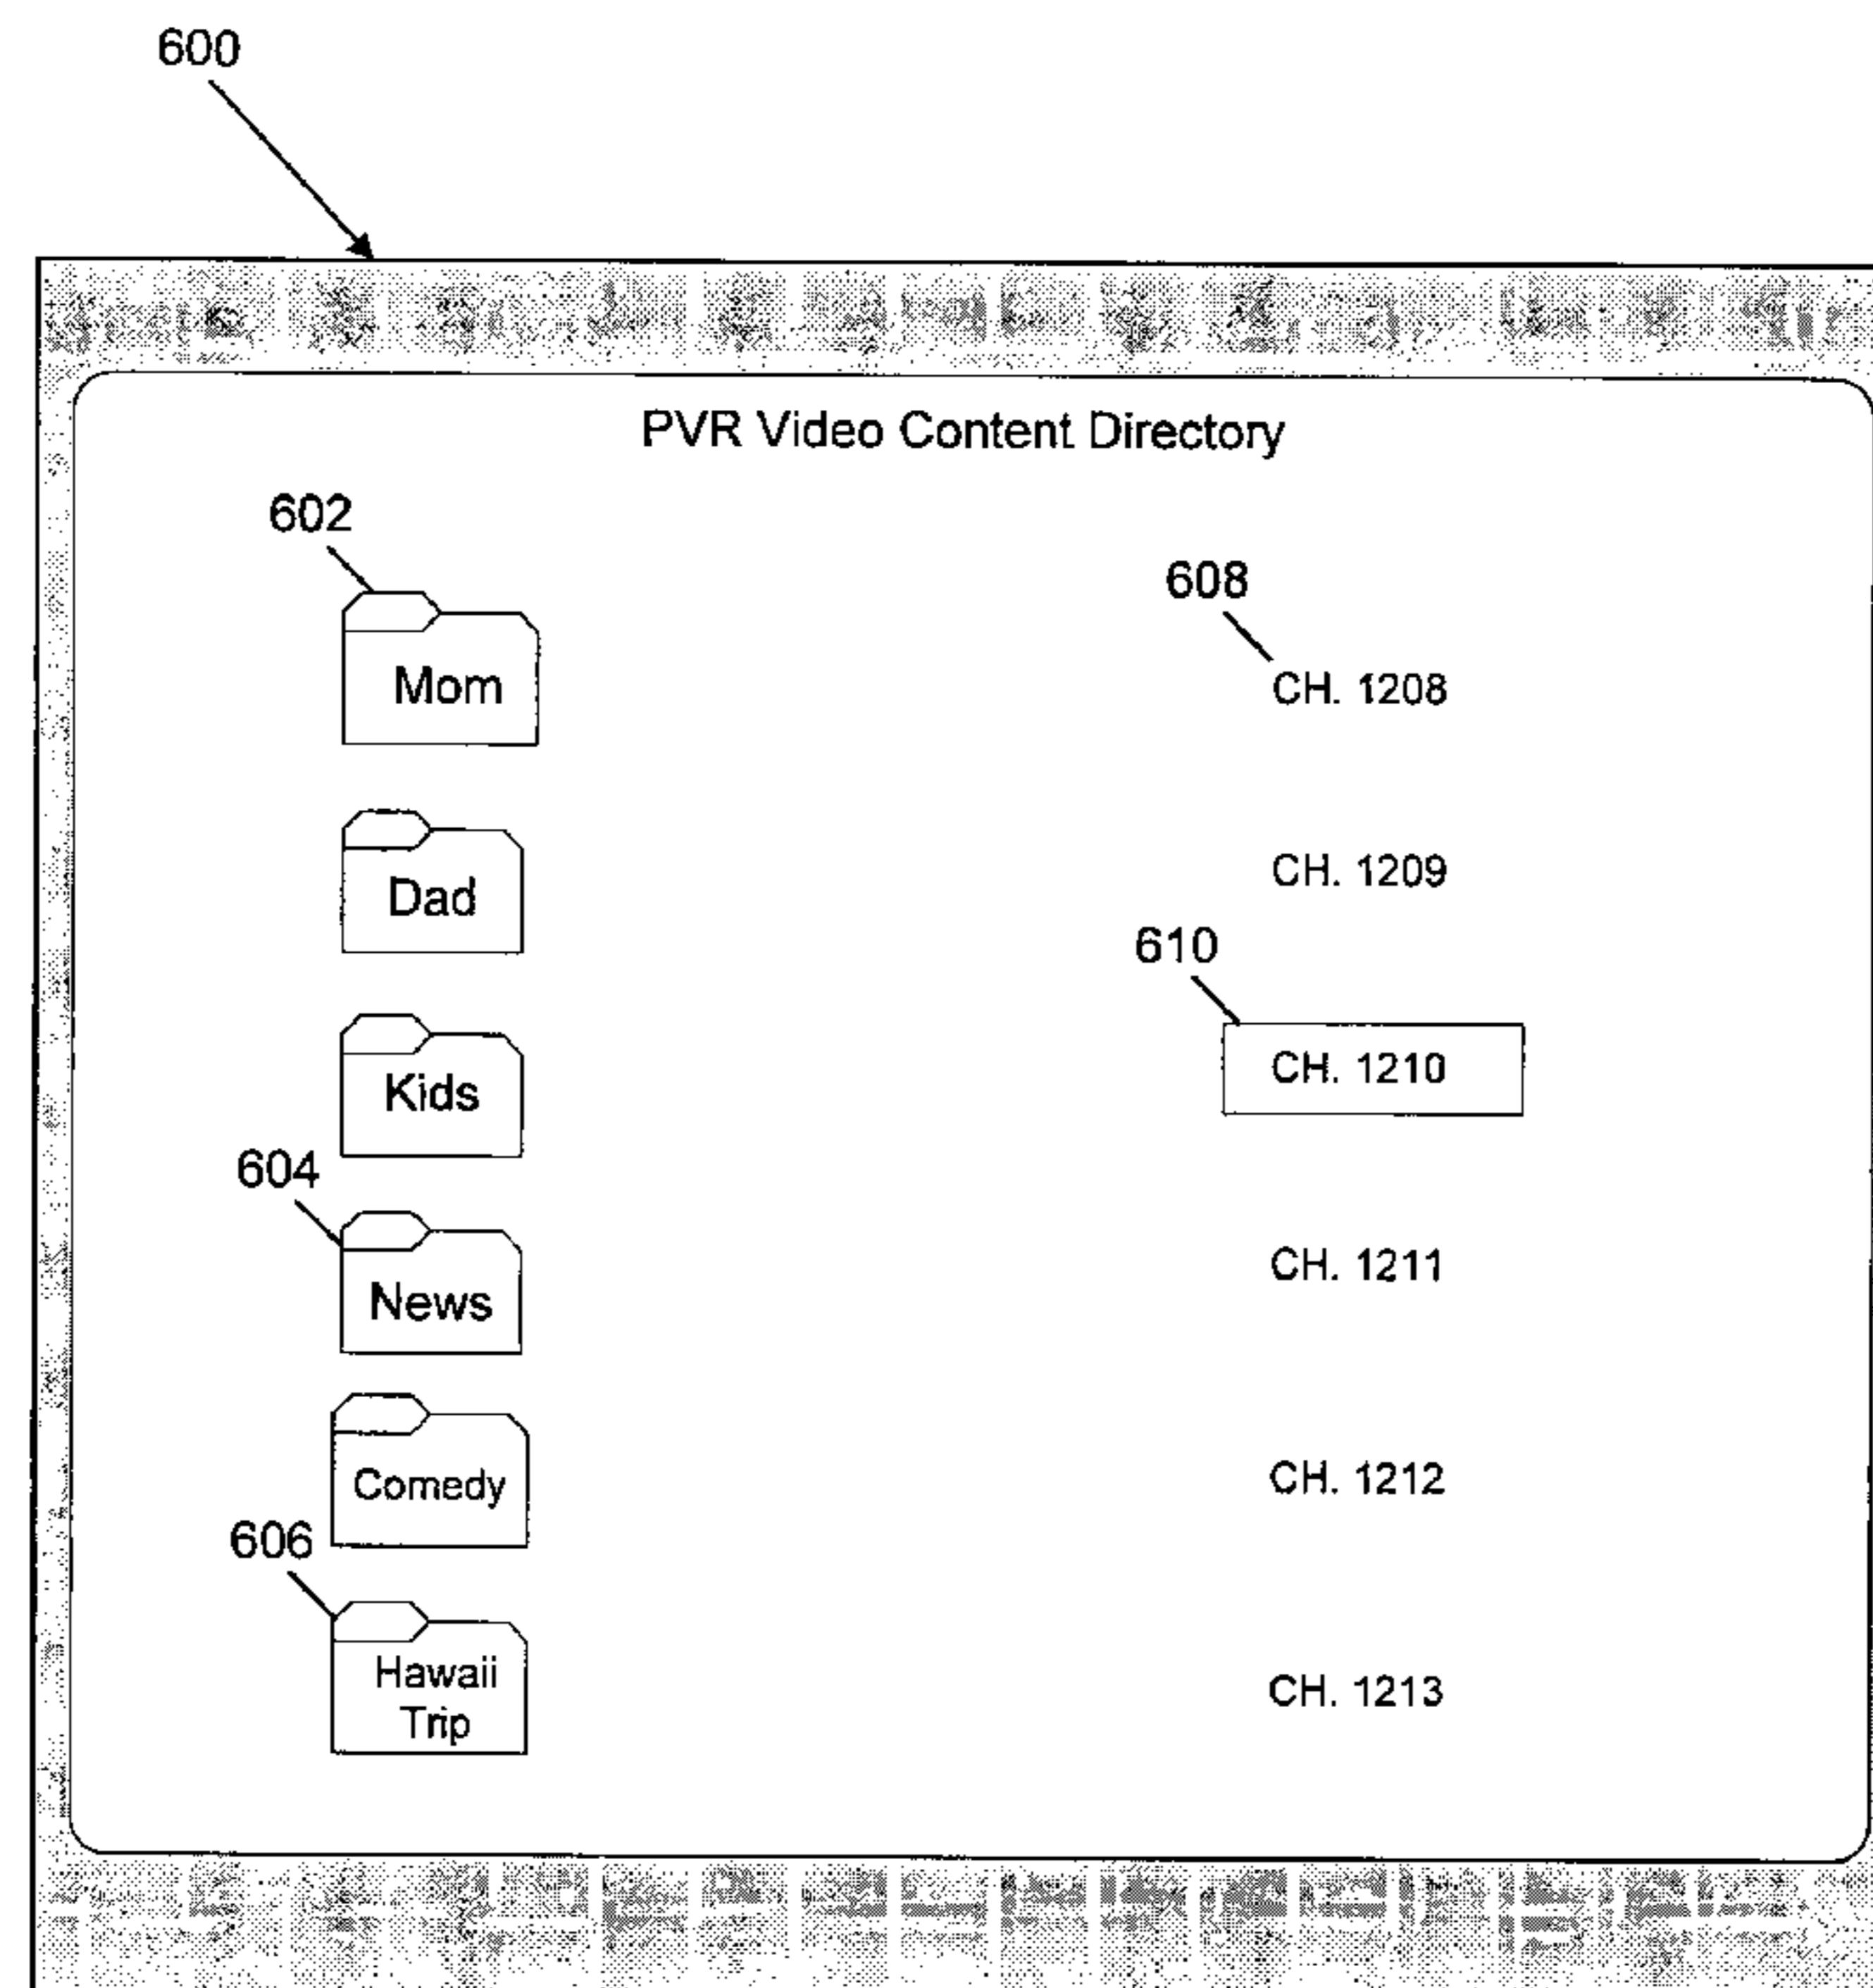 600
PVR Video Content Directory
602
608
Mom
CH. 1208
Dad
CH. 1209
610
Kids
CH. 1210
604
News
CH. 1211
Comedy
CH. 1212
606
Hawaii
Trip
CH. 1213